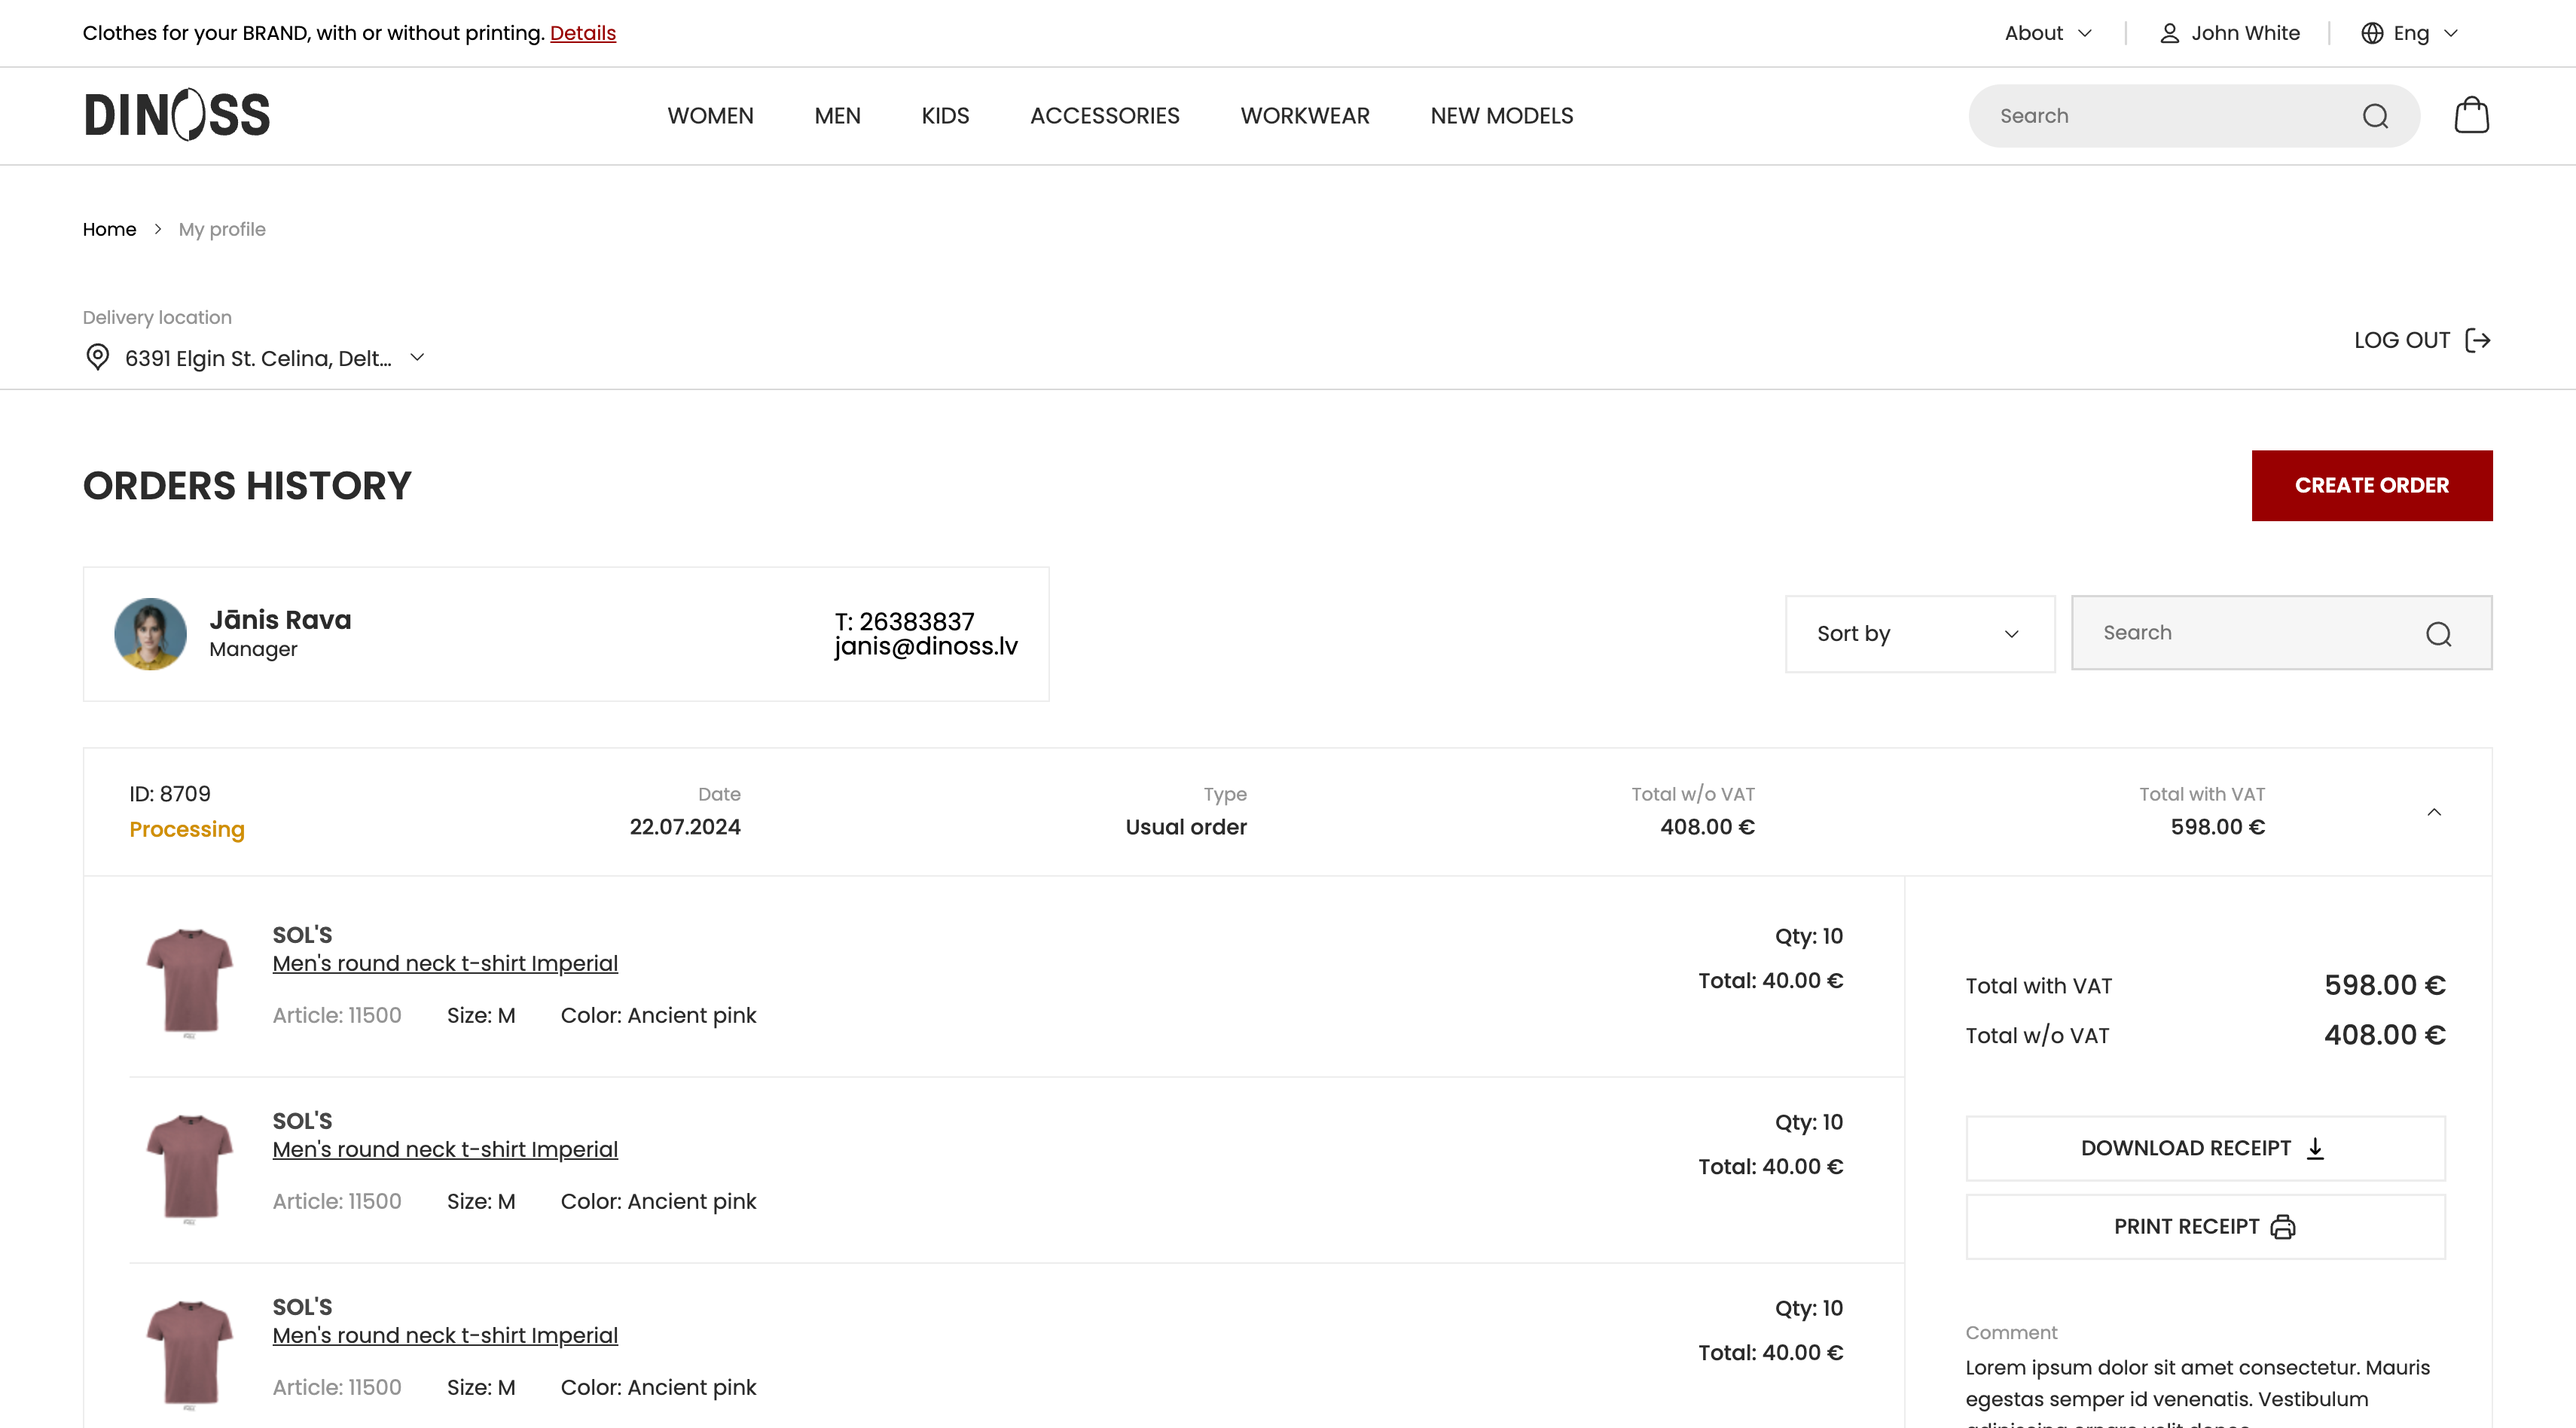 Clothes for your BRAND, with or without printing. Details
About
John White
Eng
DINOSS
WOMEN
MEN
KIDS
ACCESSORIES
WORKWEAR
NEW MODELS
Search
Home > My profile
Delivery location
6391 Elgin St. Celina, Delt...
LOG OUT
ORDERS HISTORY
CREATE ORDER
Jānis Rava
Manager
T: 26383837
janis@dinoss.lv
Sort by
Search
ID: 8709
Processing
Date
22.07.2024
Type
Usual order
Total w/o VAT
408.00 €
Total with VAT
598.00 €
SOL'S
Men's round neck t-shirt Imperial
Article: 11500 Size: M Color: Ancient pink
Qty: 10
Total: 40.00 €
SOL'S
Men's round neck t-shirt Imperial
Article: 11500 Size: M Color: Ancient pink
Qty: 10
Total: 40.00 €
SOL'S
Men's round neck t-shirt Imperial
Article: 11500 Size: M Color: Ancient pink
Qty: 10
Total: 40.00 €
Total with VAT 598.00 €
Total w/o VAT 408.00 €
DOWNLOAD RECEIPT
PRINT RECEIPT
Comment
Lorem ipsum dolor sit amet consectetur. Mauris
egestas semper id venenatis. Vestibulum